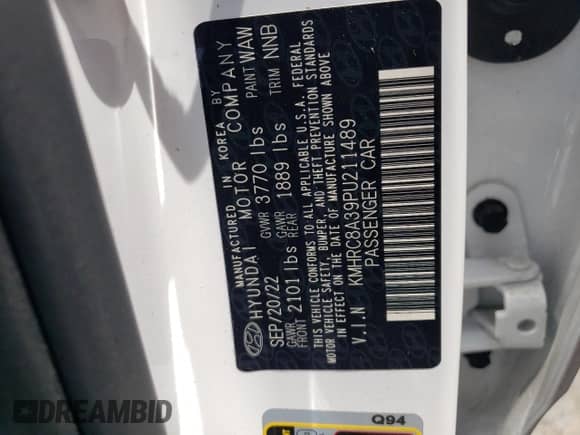 MANUFACTURED IN KOREA BY
HYUNDAI MOTOR COMPANY
SEP/20/22 GVWR 3770 lbs PAINT WAW
GAWR FRONT 2101 lbs GAWR REAR 1889 lbs TRIM NNB
THIS VEHICLE CONFORMS TO ALL APPLICABLE U.S.A. FEDERAL
MOTOR VEHICLE SAFETY, BUMPER, AND THEFT PREVENTION STANDARDS
IN EFFECT ON THE DATE OF MANUFACTURE SHOWN ABOVE
V.I.N KMHRC8A39PU211489
PASSENGER CAR
Q94
DREAMBID